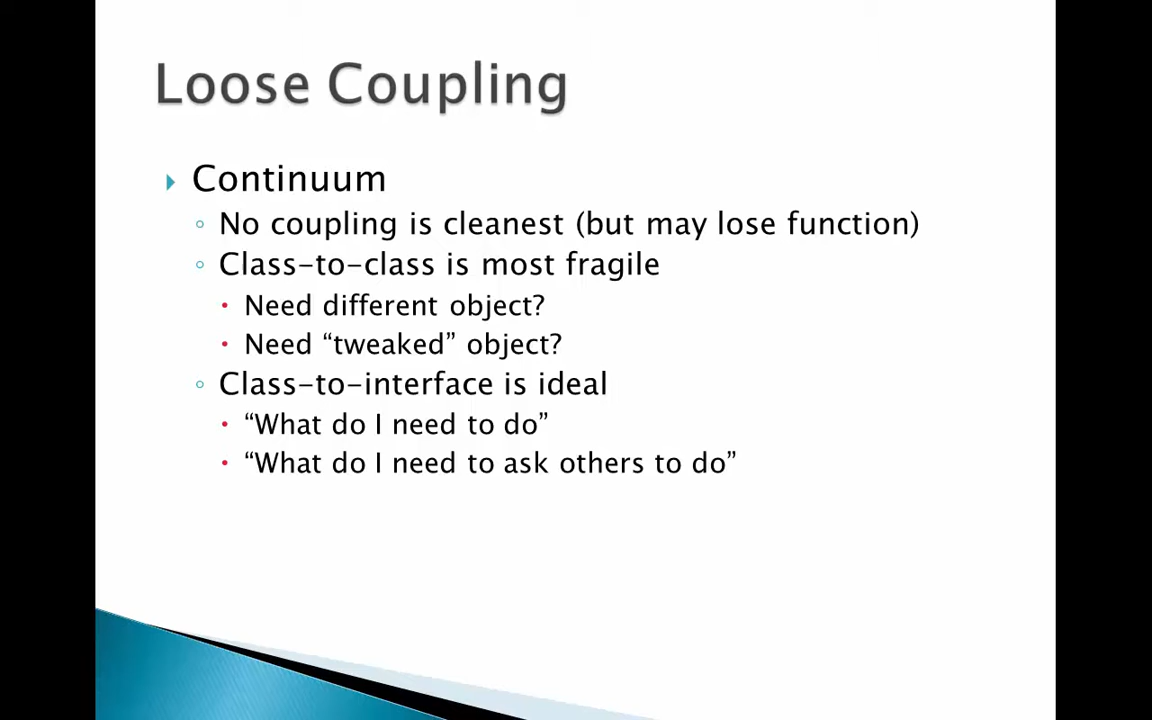 Loose Coupling
Continuum
No coupling is cleanest (but may lose function)
Class-to-class is most fragile
Need different object?
Need “tweaked” object?
Class-to-interface is ideal
“What do I need to do”
“What do I need to ask others to do”